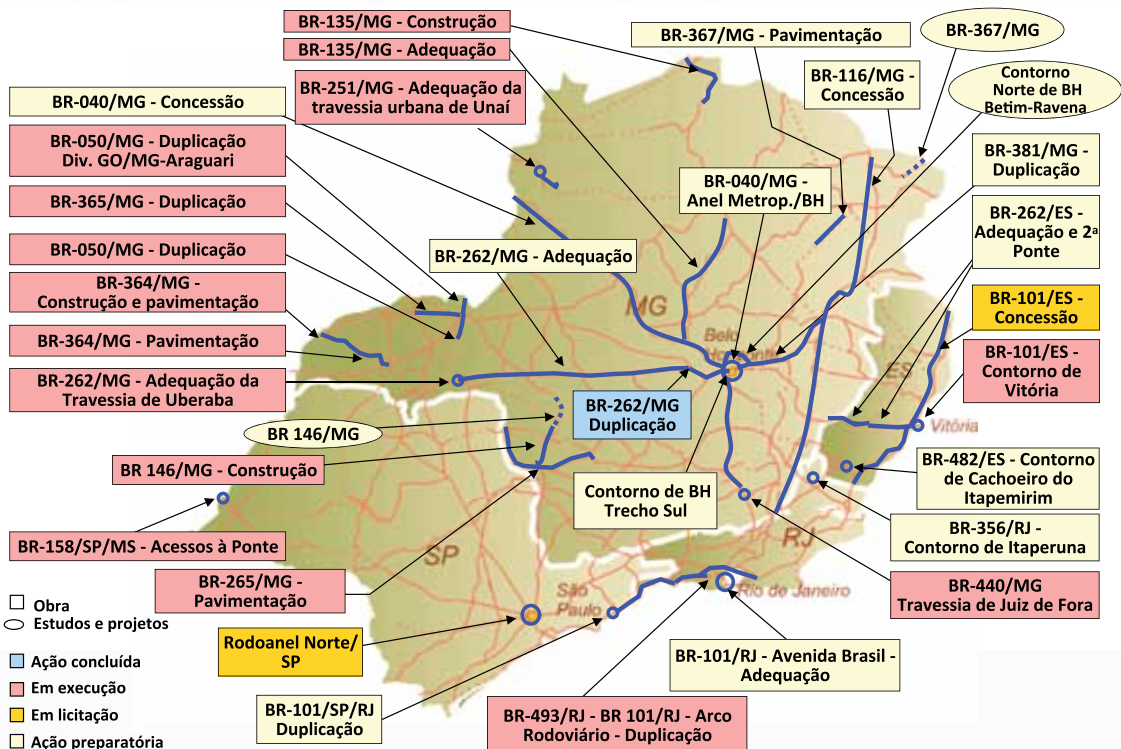 BR-135/MG - Construção
BR-135/MG - Adequação
BR-251/MG - Adequação da
travessia urbana de Unaí
BR-367/MG - Pavimentação
BR-367/MG
BR-116/MG -
Concessão
Contorno
Norte de BH
Betim-Ravena
BR-040/MG - Concessão
BR-050/MG - Duplicação
Div. GO/MG-Araguari
BR-365/MG - Duplicação
BR-050/MG - Duplicação
BR-364/MG -
Construção e pavimentação
BR-364/MG - Pavimentação
BR-262/MG - Adequação da
Travessia de Uberaba
BR-262/MG - Adequação
BR-040/MG -
Anel Metrop./BH
BR-381/MG -
Duplicação
BR-262/ES -
Adequação e 2ª
Ponte
BR-101/ES -
Concessão
BR-101/ES -
Contorno de
Vitória
MG
Belo
ES
Vitória
BR-262/MG
Duplicação
BR 146/MG
BR 146/MG - Construção
Contorno de BH
Trecho Sul
BR-482/ES - Contorno
de Cachoeiro do
Itapemirim
BR-356/RJ -
Contorno de Itaperuna
BR-158/SP/MS - Acessos à Ponte
SP
RJ
BR-265/MG -
Pavimentação
São
Paulo
Rio de Janeiro
BR-440/MG
Travessia de Juiz de Fora
Rodoanel Norte/
SP
BR-101/SP/RJ
Duplicação
BR-493/RJ - BR 101/RJ - Arco
Rodoviário - Duplicação
BR-101/RJ - Avenida Brasil -
Adequação
Obra
Estudos e projetos
Ação concluída
Em execução
Em licitação
Ação preparatória